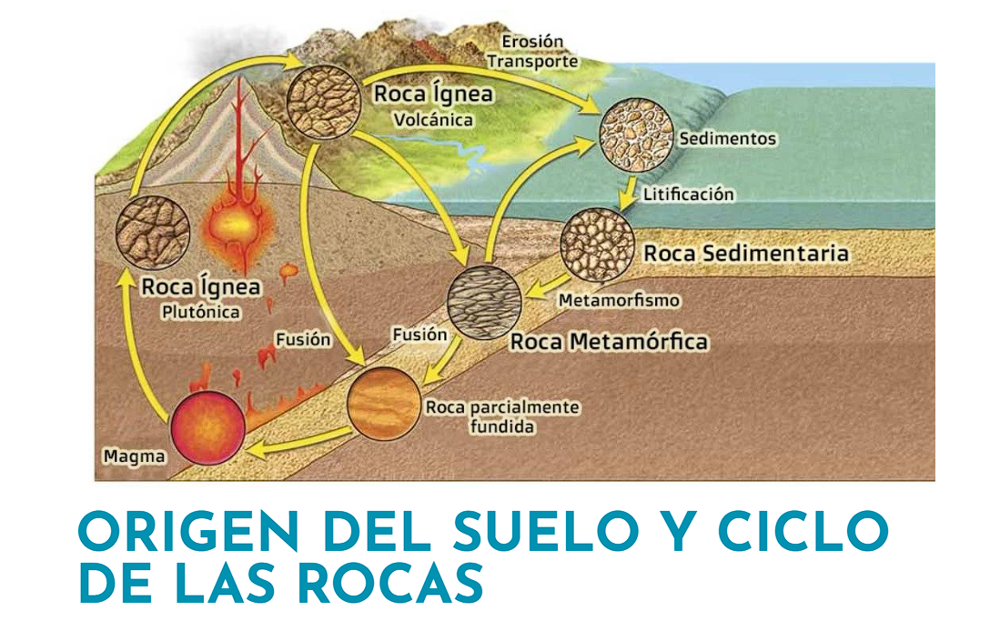 Erosión
Transporte
Roca Ígnea
Volcánica
Sedimentos
Litificación
Roca Sedimentaria
Roca Ígnea
Plutónica
Metamorfismo
Fusión
Fusión
Roca Metamórfica
Roca parcialmente
fundida
Magma
ORIGEN DEL SUELO Y CICLO
DE LAS ROCAS